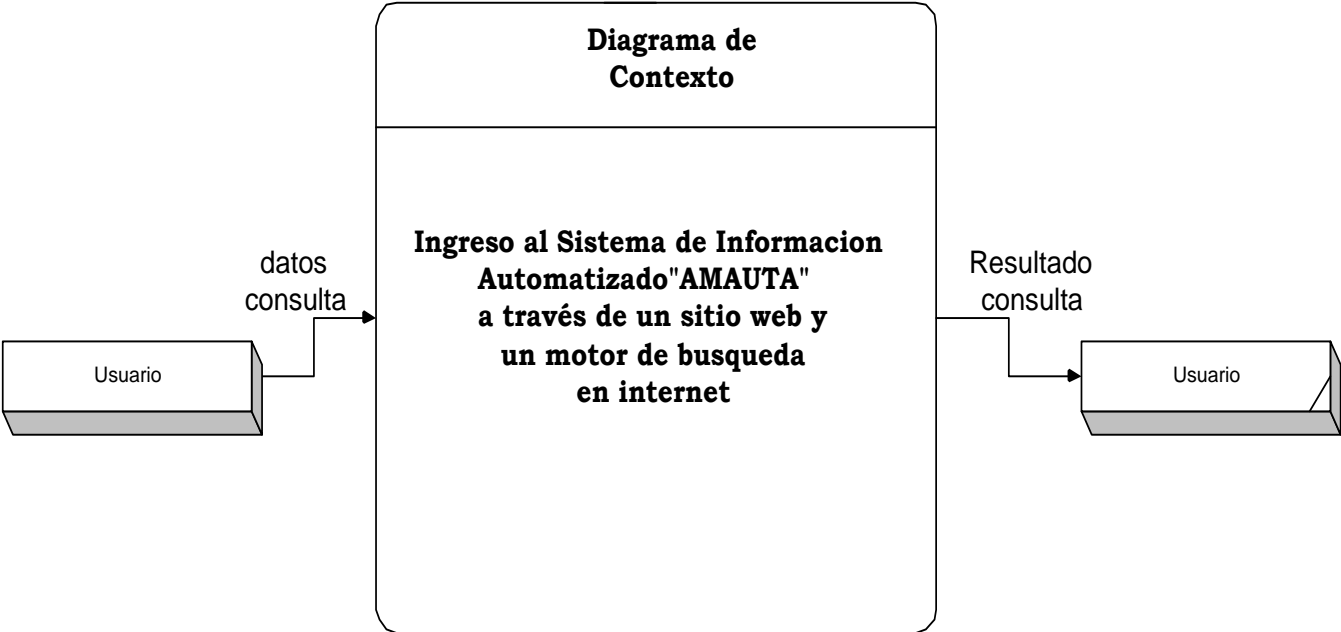 Diagrama de
Contexto
Ingreso al Sistema de Informacion
Automatizado"AMAUTA"
a través de un sitio web y
un motor de busqueda
en internet
datos
consulta
Usuario
Resultado
consulta
Usuario